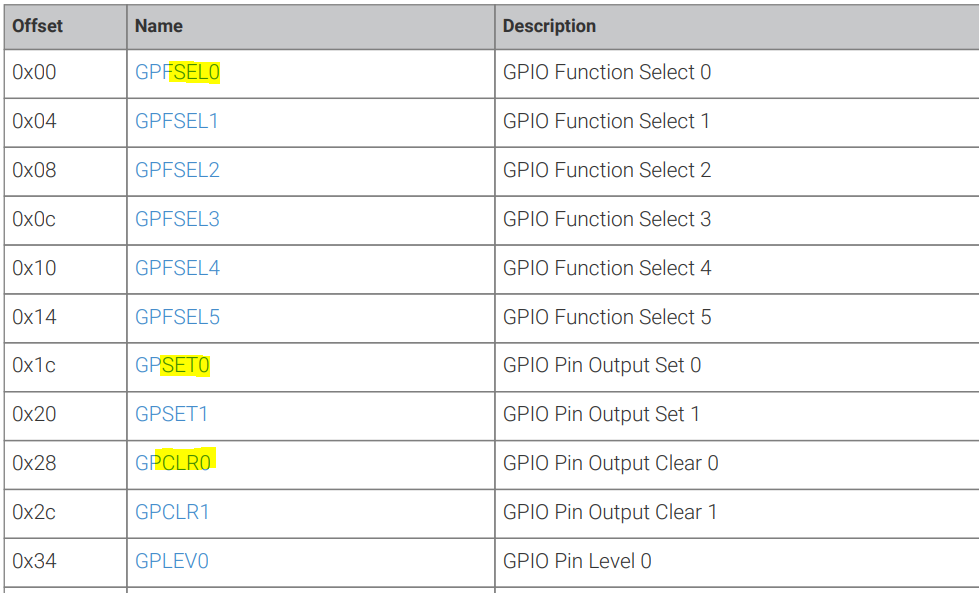 Offset Name Description
0x00 GPFSEL0 GPIO Function Select 0
0x04 GPFSEL1 GPIO Function Select 1
0x08 GPFSEL2 GPIO Function Select 2
0x0c GPFSEL3 GPIO Function Select 3
0x10 GPFSEL4 GPIO Function Select 4
0x14 GPFSEL5 GPIO Function Select 5
0x1c GPSET0 GPIO Pin Output Set 0
0x20 GPSET1 GPIO Pin Output Set 1
0x28 GPCLR0 GPIO Pin Output Clear 0
0x2c GPCLR1 GPIO Pin Output Clear 1
0x34 GPLEV0 GPIO Pin Level 0